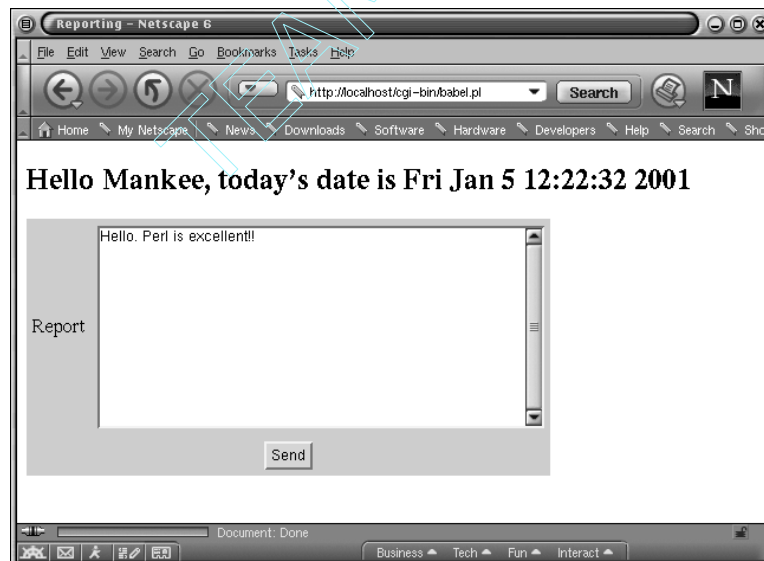 Reporting - Netscape 6
File Edit View Search Go Bookmarks Tasks Help
http://localhost/cgi-bin/babel.pl Search N
Home My Netscape News Downloads Software Hardware Developers Help Search Sho
Hello Mankee, today's date is Fri Jan 5 12:22:32 2001
Hello. Perl is excellent!!
Report
Send
Document: Done
Business Tech Fun Interact